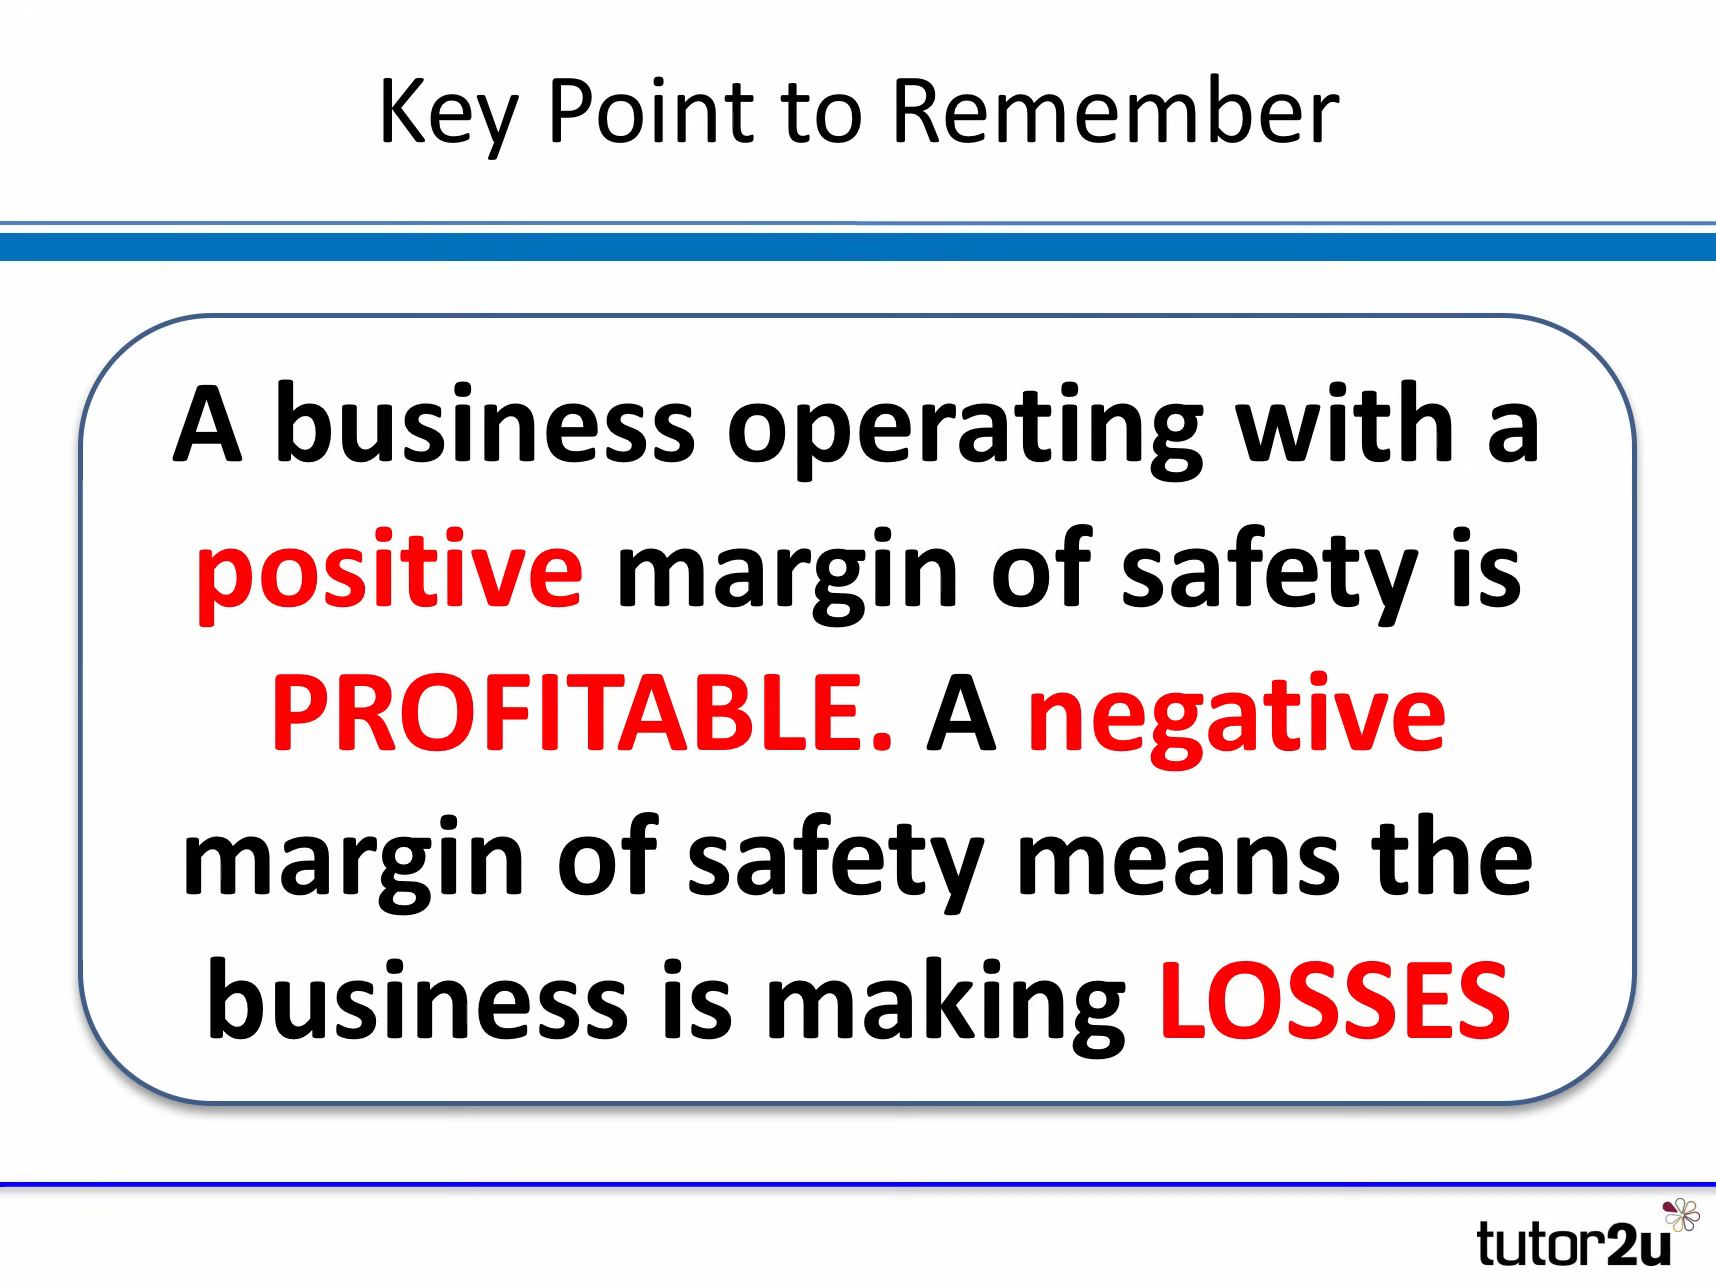 Key Point to Remember
A business operating with a
positive margin of safety is
PROFITABLE. A negative
margin of safety means the
business is making LOSSES
tutor2u